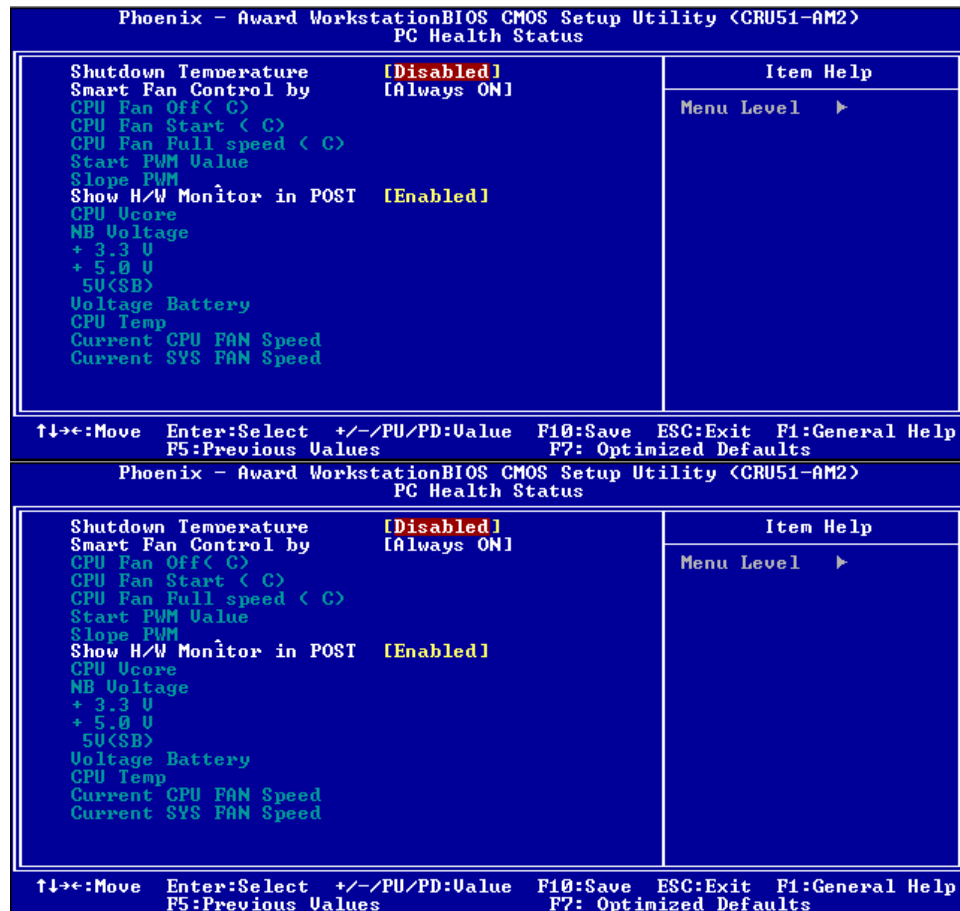 Phoenix - Award WorkstationBIOS CMOS Setup Utility (CRU51-AM2)
PC Health Status
Shutdown Temperature [Disabled] Item Help
Smart Fan Control by [Always ON]
CPU Fan Off( C) Menu Level ►
CPU Fan Start ( C)
CPU Fan Full speed ( C)
Start PWM Value
Slope PWM
Show H/W Monitor in POST [Enabled]
CPU Vcore
NB Voltage
+ 3.3 V
+ 5.0 V
5V(SB)
Voltage Battery
CPU Temp
Current CPU FAN Speed
Current SYS FAN Speed
↑↓→←:Move Enter:Select +/-/PU/PD:Value F10:Save ESC:Exit F1:General Help
F5:Previous Values F7: Optimized Defaults
Phoenix - Award WorkstationBIOS CMOS Setup Utility (CRU51-AM2)
PC Health Status
Shutdown Temperature [Disabled] Item Help
Smart Fan Control by [Always ON]
CPU Fan Off( C) Menu Level ►
CPU Fan Start ( C)
CPU Fan Full speed ( C)
Start PWM Value
Slope PWM
Show H/W Monitor in POST [Enabled]
CPU Vcore
NB Voltage
+ 3.3 V
+ 5.0 V
5V(SB)
Voltage Battery
CPU Temp
Current CPU FAN Speed
Current SYS FAN Speed
↑↓→←:Move Enter:Select +/-/PU/PD:Value F10:Save ESC:Exit F1:General Help
F5:Previous Values F7: Optimized Defaults